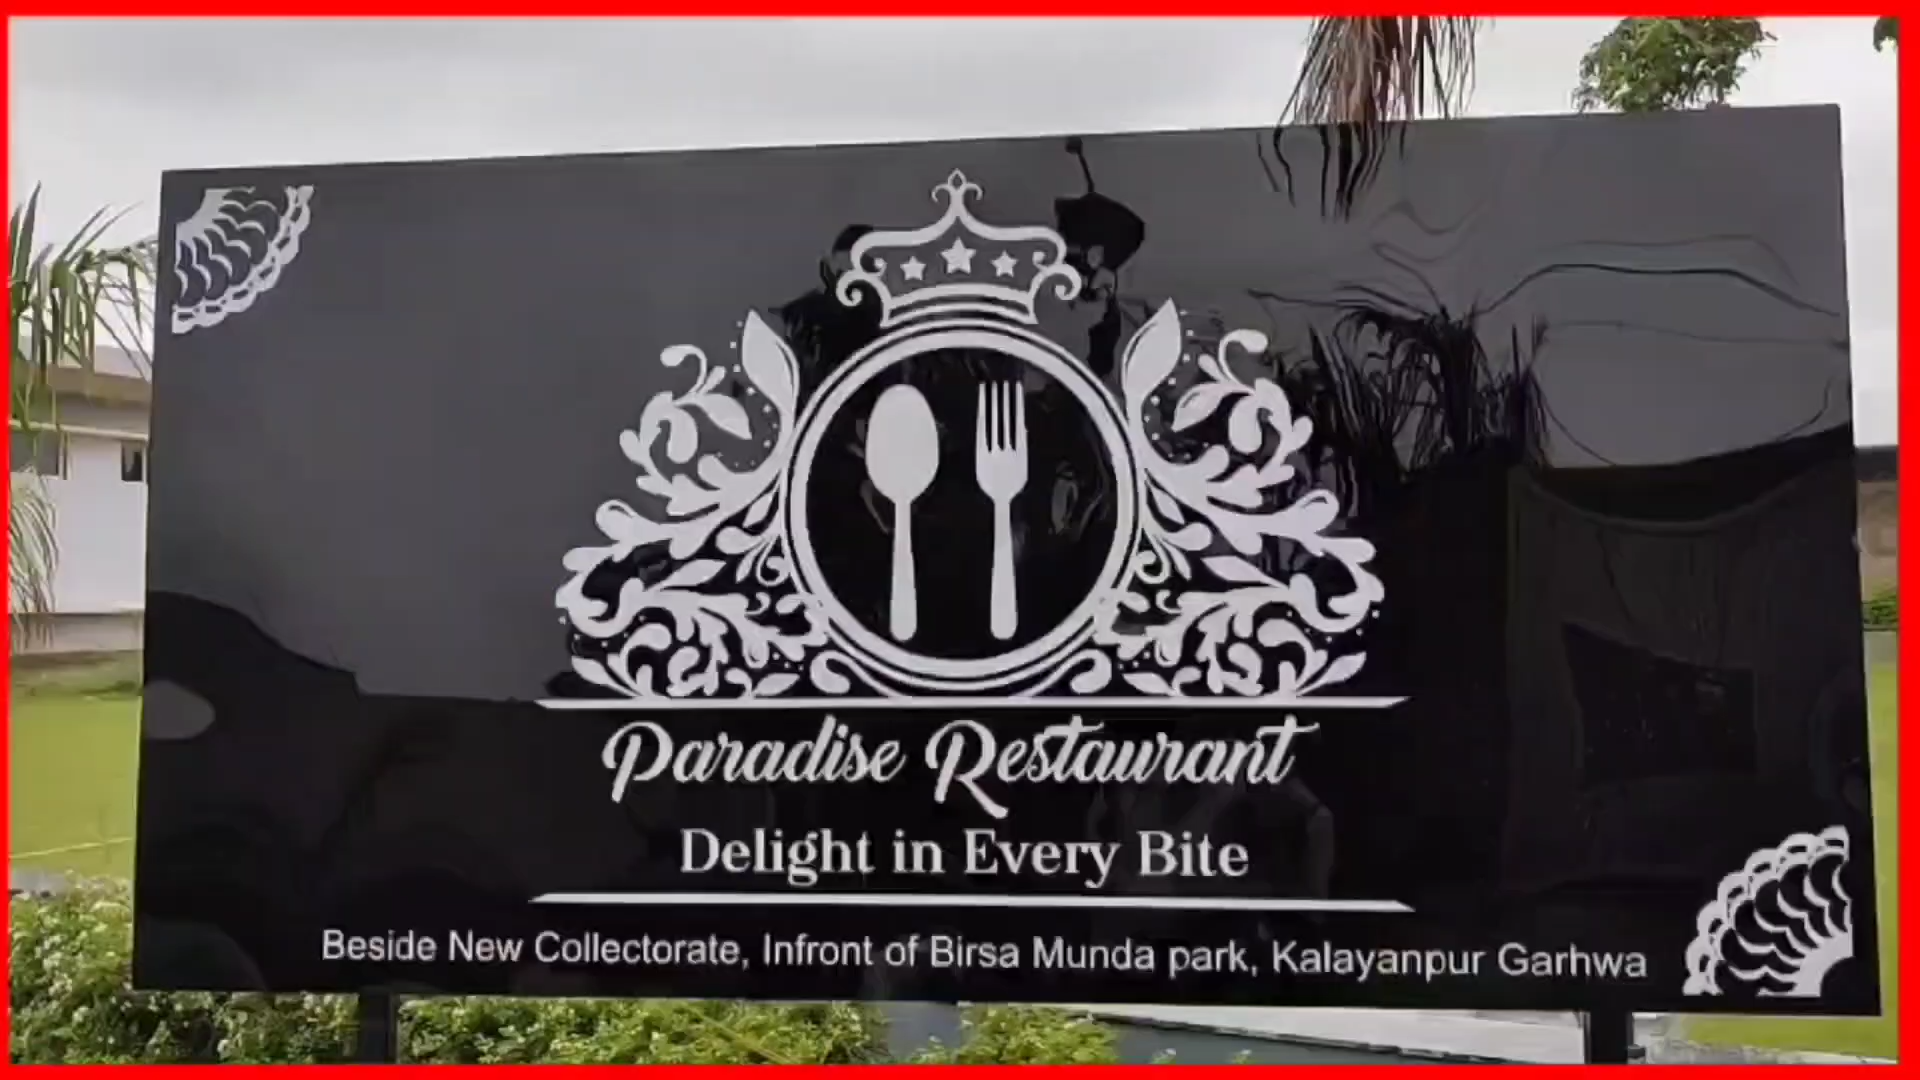 Paradise Restaurant
Delight in Every Bite
Beside New Collectorate, Infront of Birsa Munda park, Kalayanpur Garhwa